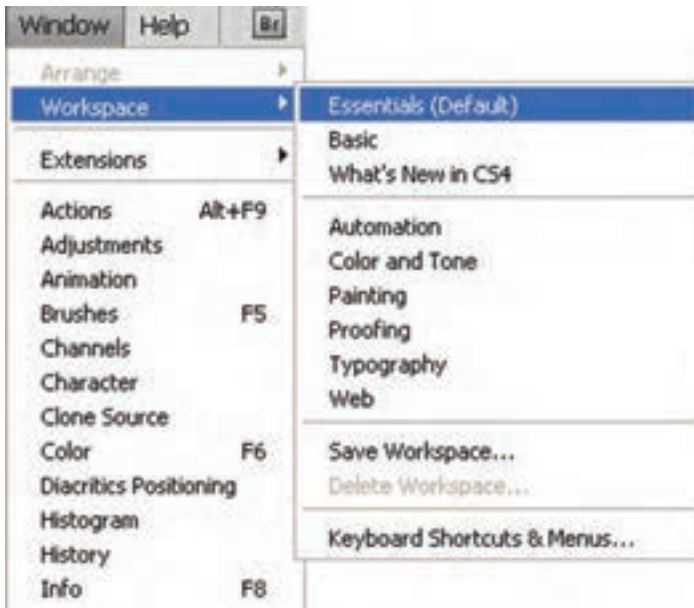 Window Help Br
Arrange
Workspace
Extensions
Actions Alt+F9
Adjustments
Animation
Brushes F5
Channels
Character
Clone Source
Color F6
Diacritics Positioning
Histogram
History
Info F8
Essentials (Default)
Basic
What's New in CS4
Automation
Color and Tone
Painting
Proofing
Typography
Web
Save Workspace...
Delete Workspace...
Keyboard Shortcuts & Menus...